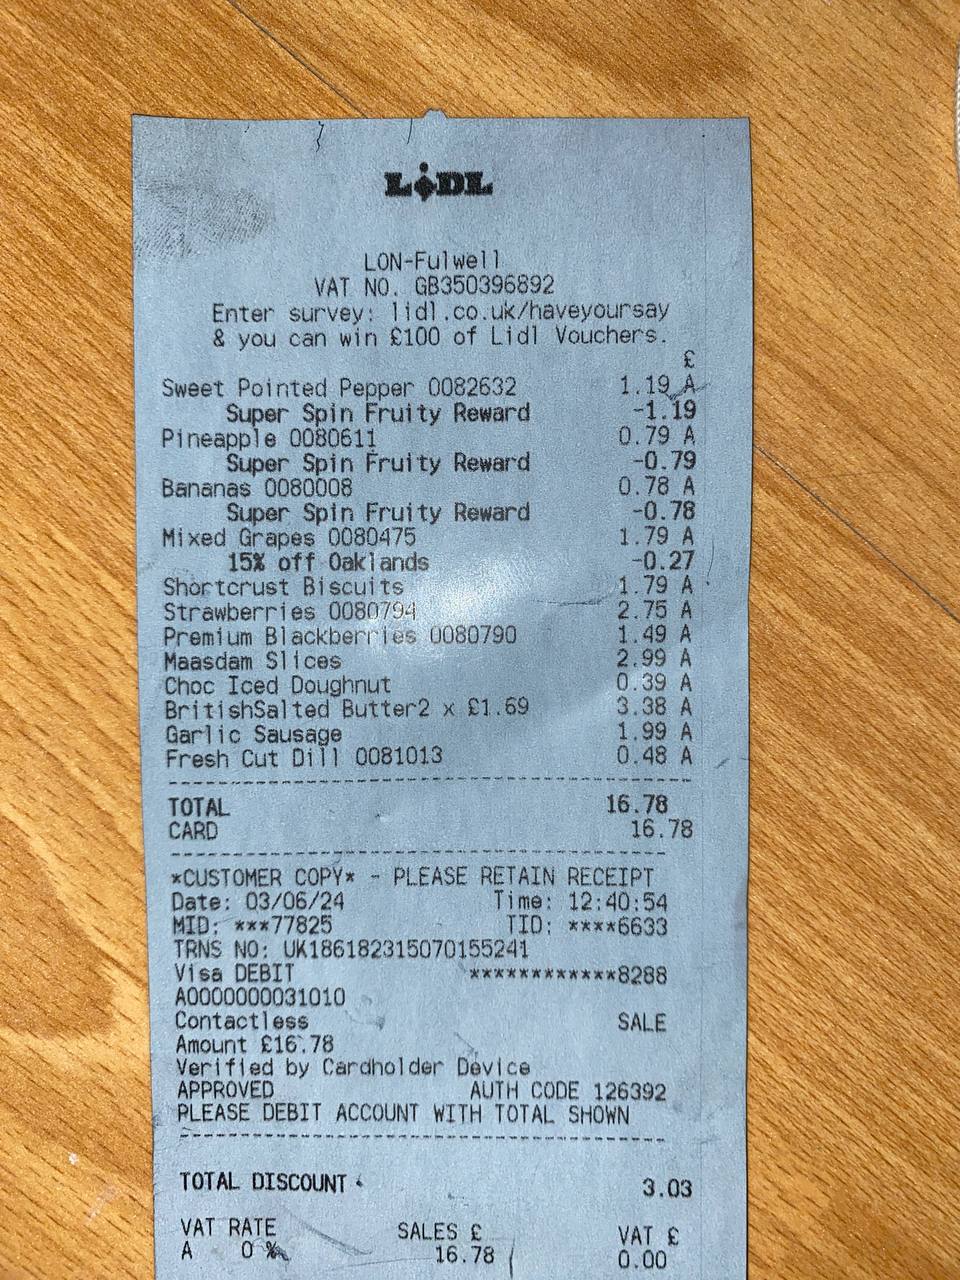 LiDL
LON-Fulwell
VAT NO. GB350396892
Enter survey: lidl.co.uk/haveyoursay
& you can win £100 of Lidl Vouchers.
£
Sweet Pointed Pepper 0082632 1.19 A
Super Spin Fruity Reward -1.19
Pineapple 0080611 0.79 A
Super Spin Fruity Reward -0.79
Bananas 0080008 0.78 A
Super Spin Fruity Reward -0.78
Mixed Grapes 0080475 1.79 A
15% off Oaklands -0.27
Shortcrust Biscuits 1.79 A
Strawberries 0080794 2.75 A
Premium Blackberries 0080790 1.49 A
Maasdam Slices 2.99 A
Choc Iced Doughnut 0.39 A
BritishSalted Butter2 x £1.69 3.38 A
Garlic Sausage 1.99 A
Fresh Cut Dill 0081013 0.48 A
TOTAL 16.78
CARD 16.78
*CUSTOMER COPY* - PLEASE RETAIN RECEIPT
Date: 03/06/24 Time: 12:40:54
MID: ***77825 TID: ****6633
TRNS NO: UK186182315070155241
Visa DEBIT ************8288
A0000000031010
Contactless SALE
Amount £16.78
Verified by Cardholder Device
APPROVED AUTH CODE 126392
PLEASE DEBIT ACCOUNT WITH TOTAL SHOWN
TOTAL DISCOUNT 3.03
VAT RATE SALES £ VAT £
A 0 % 16.78 0.00